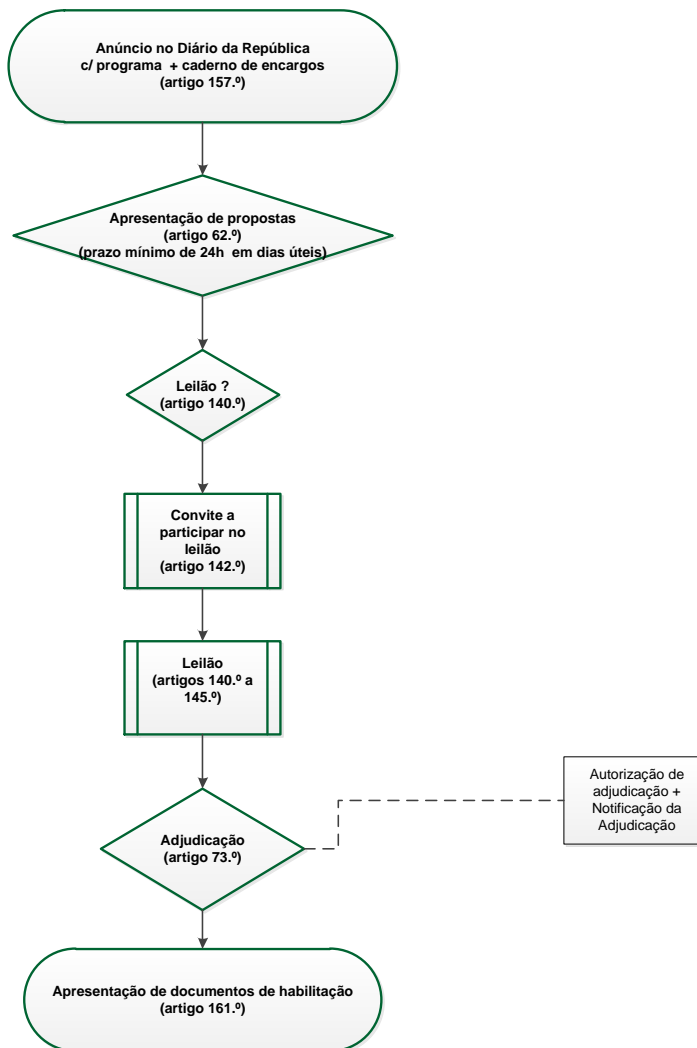 Anúncio no Diário da República
c/ programa  + caderno de encargos
(artigo 157.º)
Apresentação de propostas
(artigo 62.º)
(prazo mínimo de 24h  em dias úteis)
Leilão ?
(artigo 140.º)
Convite a
participar no
leilão
(artigo 142.º)
Leilão
(artigos 140.º a
145.º)
Autorização de
adjudicação +
Notificação da
Adjudicação
Adjudicação
(artigo 73.º)
Apresentação de documentos de habilitação
(artigo 161.º)